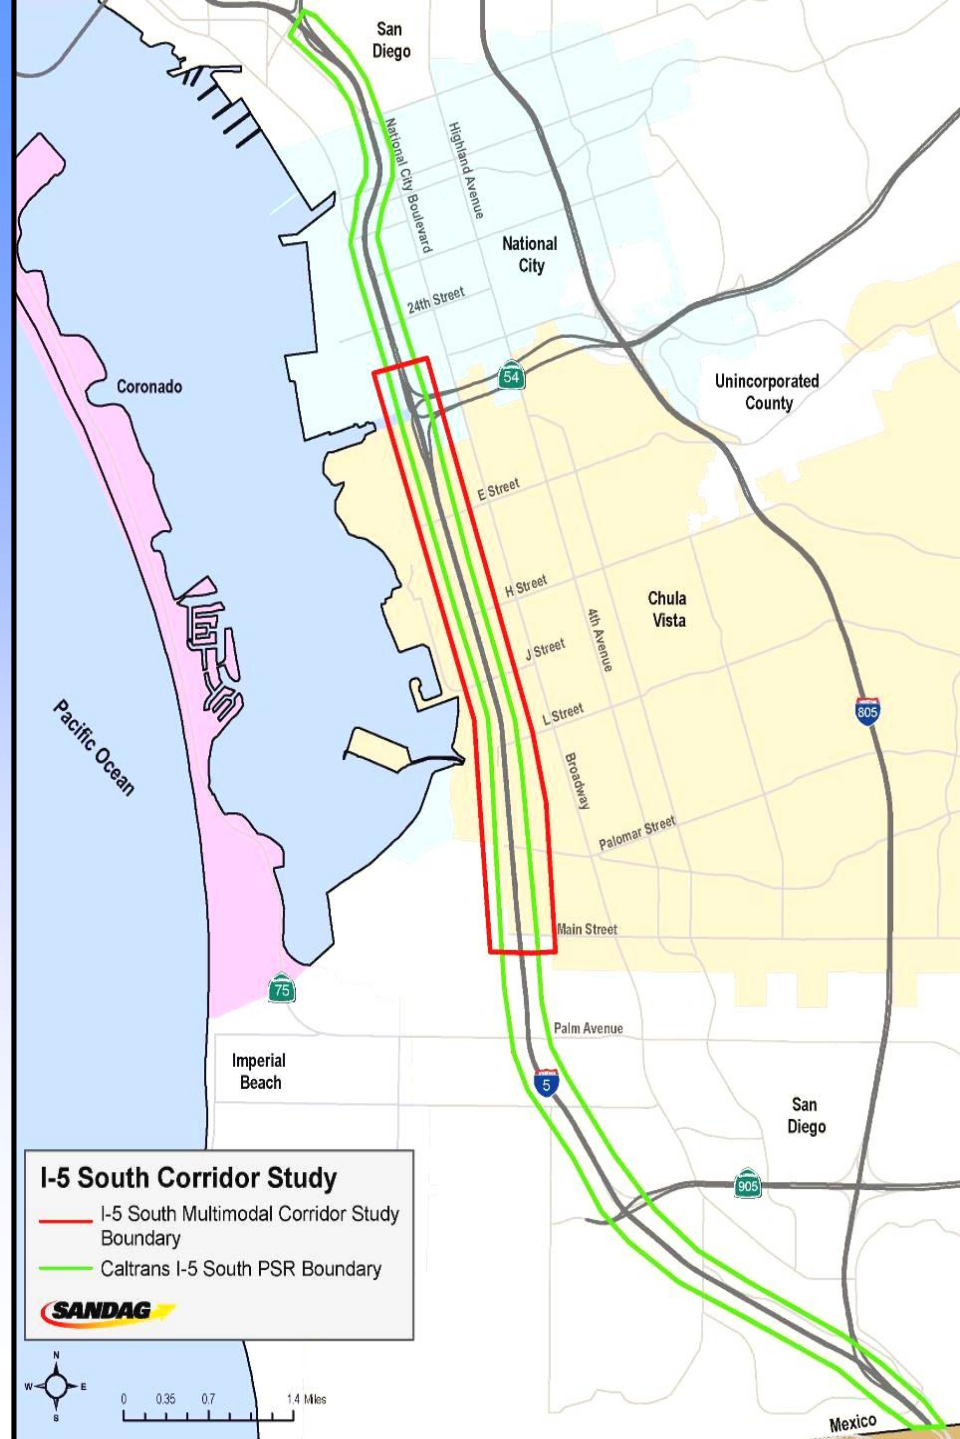 San
Diego
National City Boulevard
Highland Avenue
National
City
24th Street
54
Coronado
Unincorporated
County
E Street
H Street
Chula
Vista
4th Avenue
J Street
L Street
805
Pacific Ocean
Broadway
Palomar Street
Main Street
75
Palm Avenue
Imperial
Beach
5
San
Diego
905
I-5 South Corridor Study
I-5 South Multimodal Corridor Study
Boundary
Caltrans I-5 South PSR Boundary
SANDAG
N
W E
S
0 0.35 0.7 1.4 Miles
Mexico